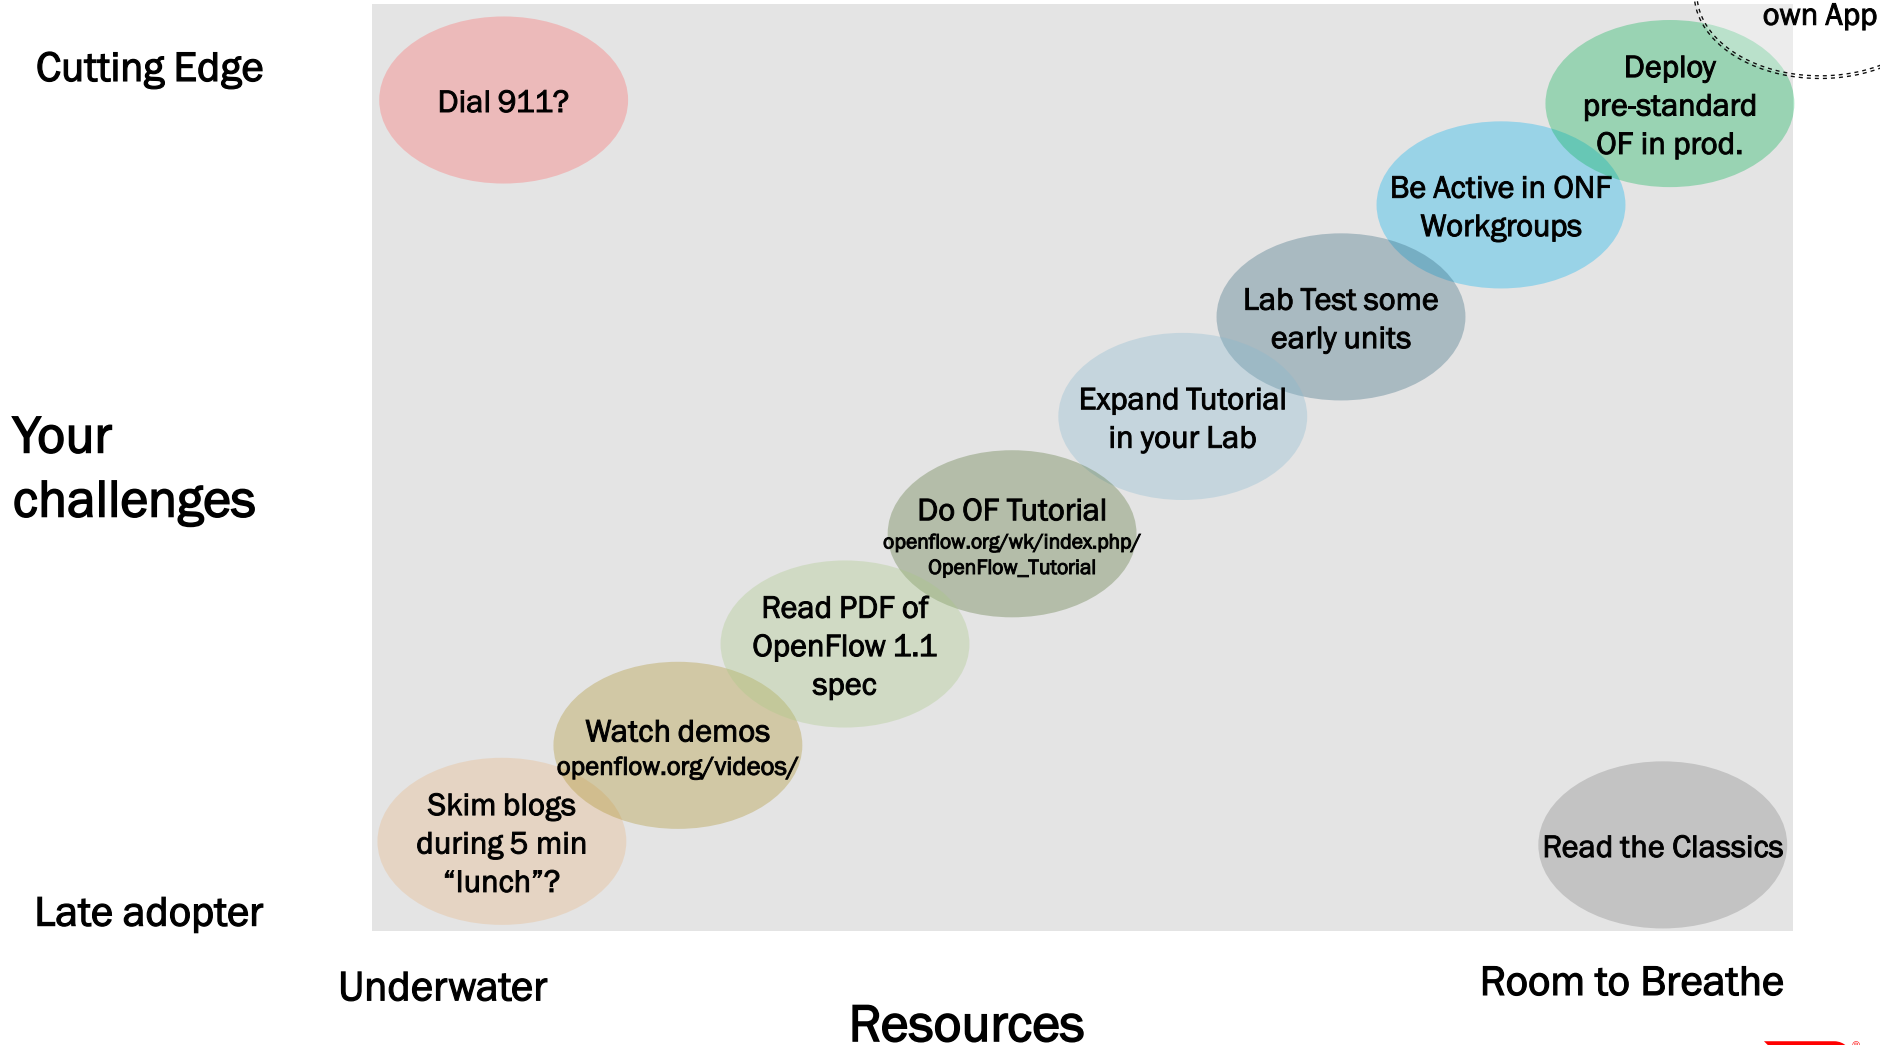 own App
Cutting Edge
Dial 911?
Deploy
pre-standard
OF in prod.
Be Active in ONF
Workgroups
Lab Test some
early units
Expand Tutorial
in your Lab
Your
challenges
Do OF Tutorial
openflow.org/wk/index.php/
OpenFlow_Tutorial
Read PDF of
OpenFlow 1.1
spec
Watch demos
openflow.org/videos/
Skim blogs
during 5 min
“lunch”?
Read the Classics
Late adopter
Underwater
Room to Breathe
Resources
®